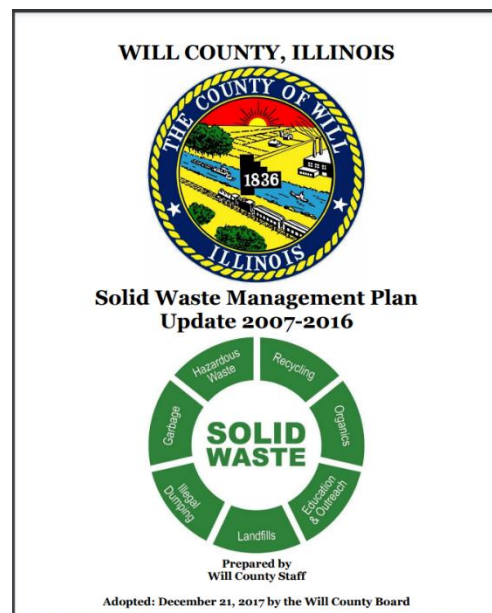 WILL COUNTY, ILLINOIS
THE COUNTY OF WILL
1836
ILLINOIS
Solid Waste Management Plan
Update 2007-2016
Hazardous
Waste
Recycling
Garbage
Organics
SOLID
WASTE
Illegal
Dumping
Education
& Outreach
Landfills
Prepared by
Will County Staff
Adopted: December 21, 2017 by the Will County Board